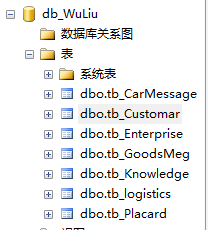 db_WuLiu
数据库关系图
表
系统表
dbo.tb_CarMessage
dbo.tb_Customar
dbo.tb_Enterprise
dbo.tb_GoodsMeg
dbo.tb_Knowledge
dbo.tb_logistics
dbo.tb_Placard